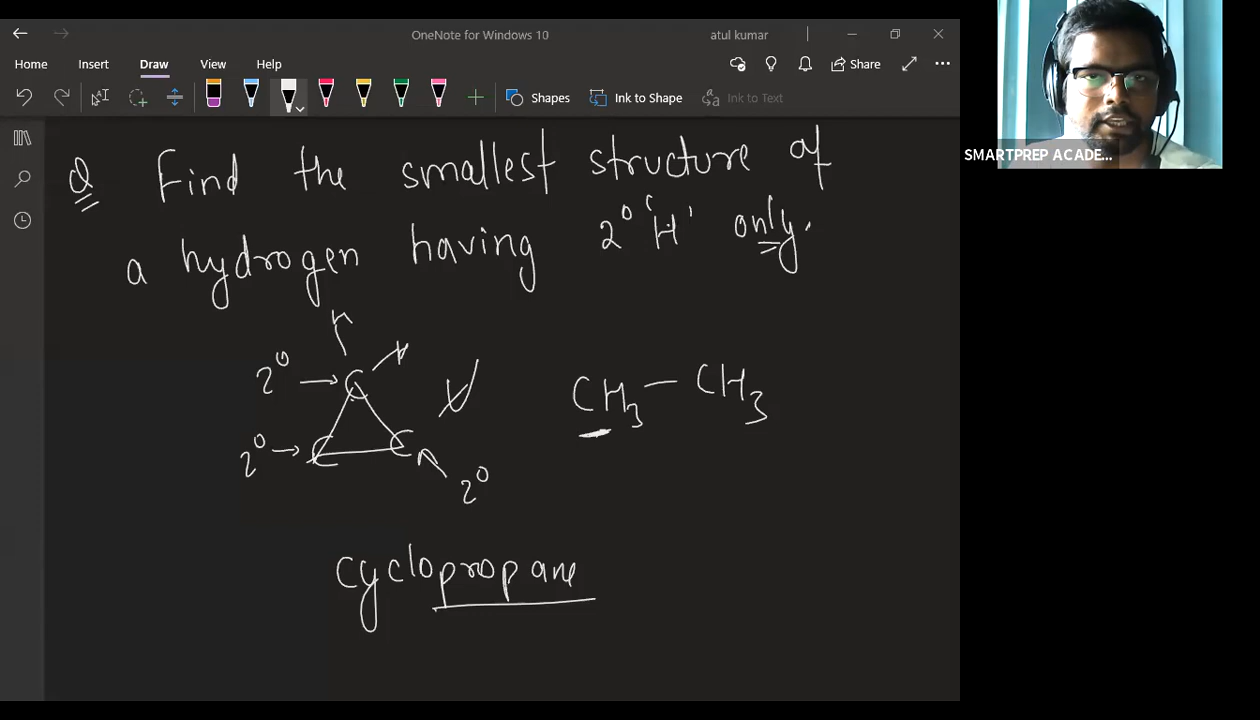 OneNote for Windows 10
atul kumar
Home Insert Draw View Help
Share
Shapes Ink to Shape Ink to Text
SMARTPREP ACADE...
Q Find the smallest structure of
a hydrogen having 2° 'H' only.
H
H
2° → C
2° → C C
2°
CH3 — CH3
cyclopropane